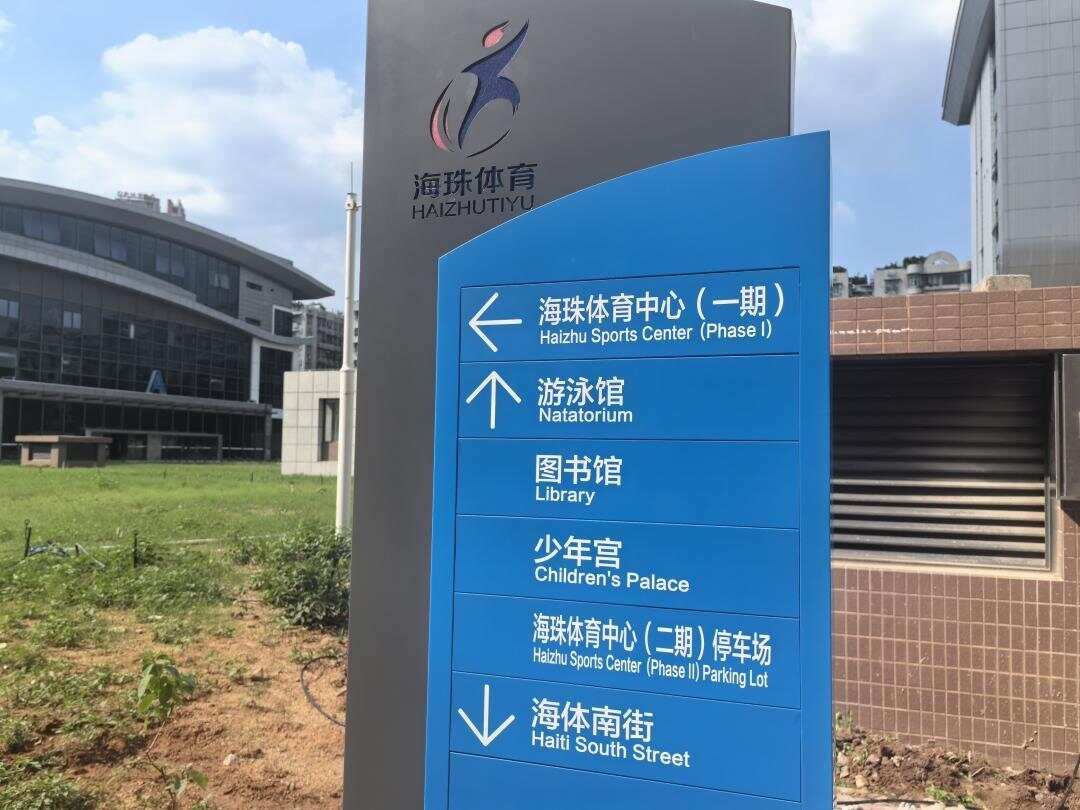 海珠体育
HAIZHUTIYU
海珠体育中心（一期）
Haizhu Sports Center (Phase I)
游泳馆
Natatorium
图书馆
Library
少年宫
Children's Palace
海珠体育中心（二期）停车场
Haizhu Sports Center (Phase II) Parking Lot
海体南街
Haiti South Street
A